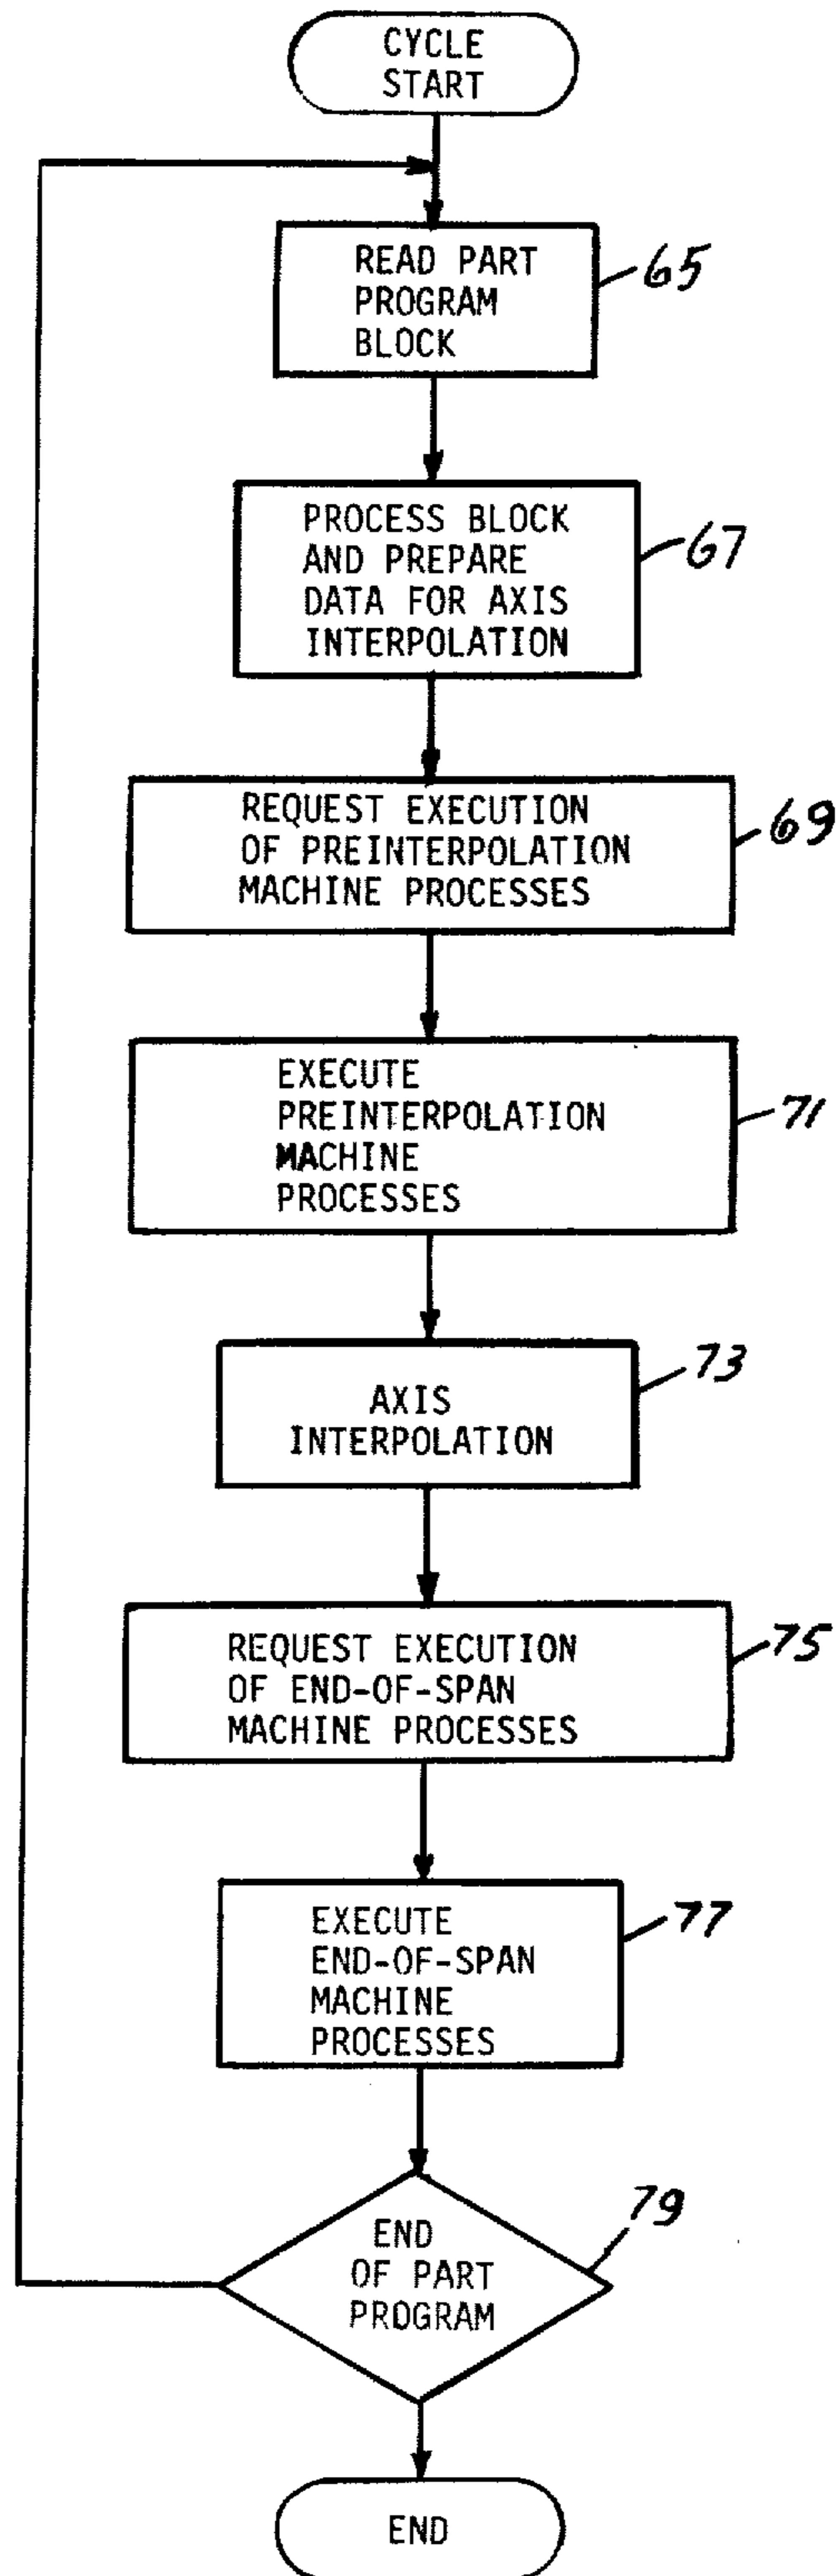 CYCLE
START
READ PART
PROGRAM
BLOCK
65
PROCESS BLOCK
AND PREPARE
DATA FOR AXIS
INTERPOLATION
67
REQUEST EXECUTION
OF PREINTERPOLATION
MACHINE PROCESSES
69
EXECUTE
PREINTERPOLATION
MACHINE
PROCESSES
71
AXIS
INTERPOLATION
73
REQUEST EXECUTION
OF END-OF-SPAN
MACHINE PROCESSES
75
EXECUTE
END-OF-SPAN
MACHINE
PROCESSES
77
END
OF PART
PROGRAM
79
END